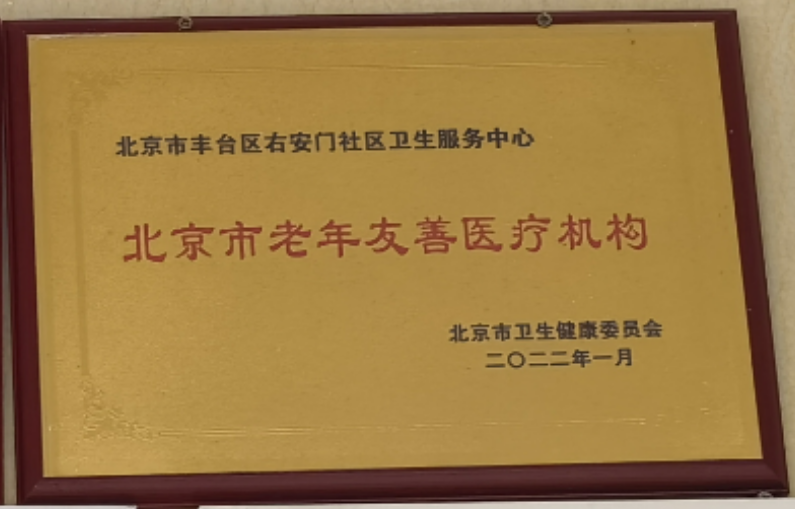 北京市丰台区右安门社区卫生服务中心
北京市老年友善医疗机构
北京市卫生健康委员会
二〇二二年一月